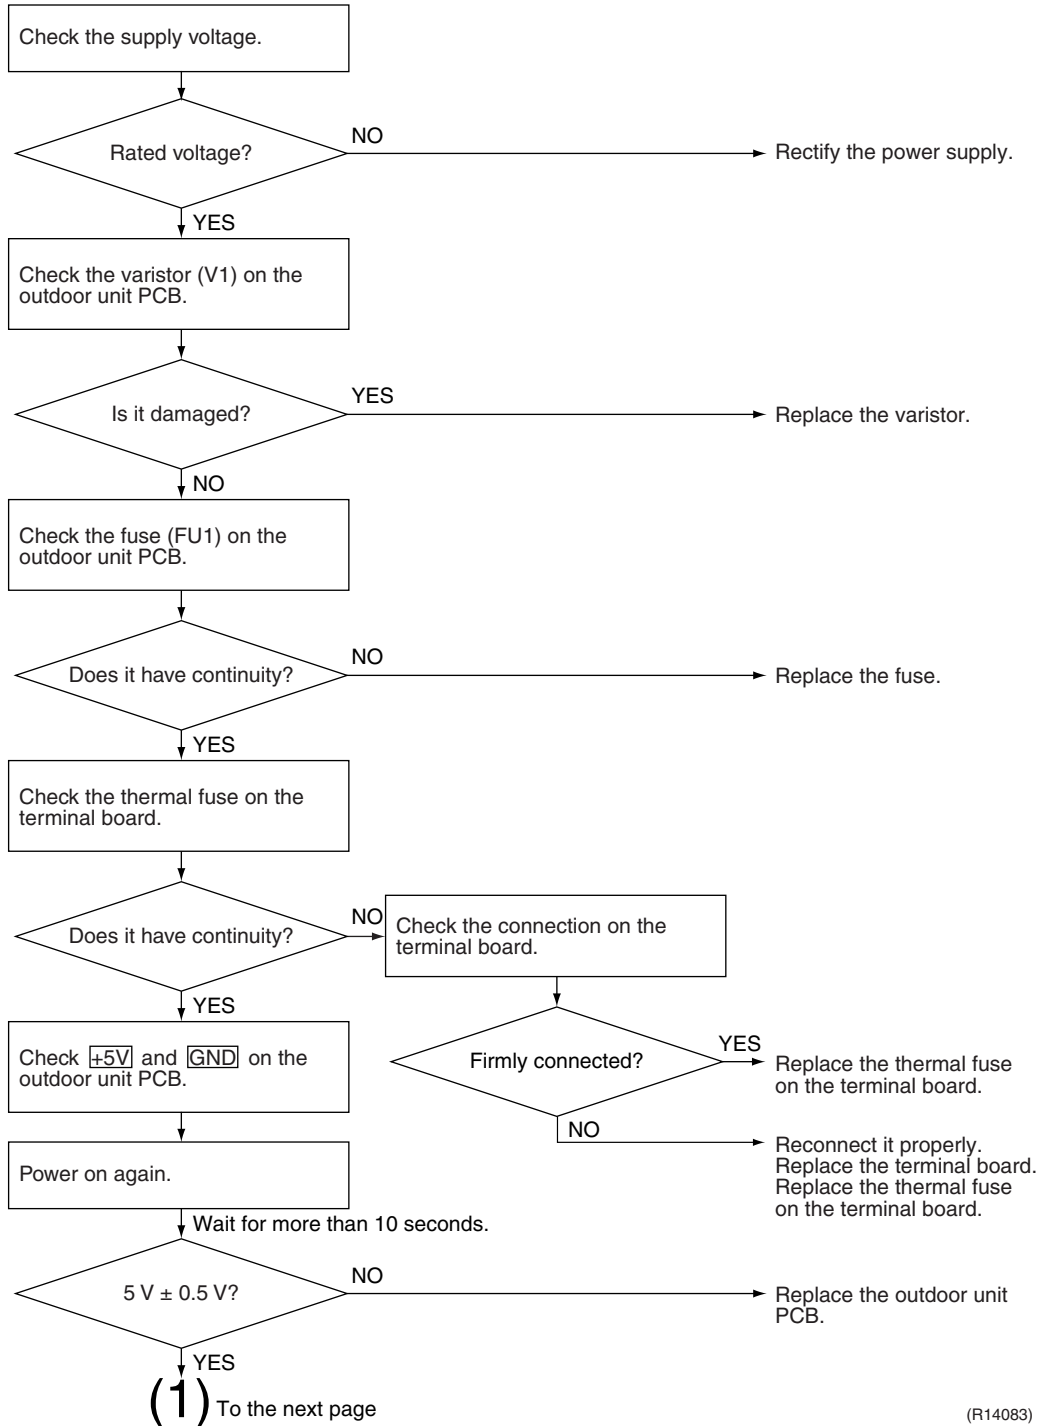 Check the supply voltage.
Rated voltage?
NO
Rectify the power supply.
YES
Check the varistor (V1) on the
outdoor unit PCB.
Is it damaged?
YES
Replace the varistor.
NO
Check the fuse (FU1) on the
outdoor unit PCB.
Does it have continuity?
NO
Replace the fuse.
YES
Check the thermal fuse on the
terminal board.
Does it have continuity?
NO
Check the connection on the
terminal board.
YES
Firmly connected?
YES
Replace the thermal fuse
on the terminal board.
NO
Reconnect it properly.
Replace the terminal board.
Replace the thermal fuse
on the terminal board.
Check +5V and GND on the
outdoor unit PCB.
Power on again.
Wait for more than 10 seconds.
5 V ± 0.5 V?
NO
Replace the outdoor unit
PCB.
YES
(1) To the next page
(R14083)